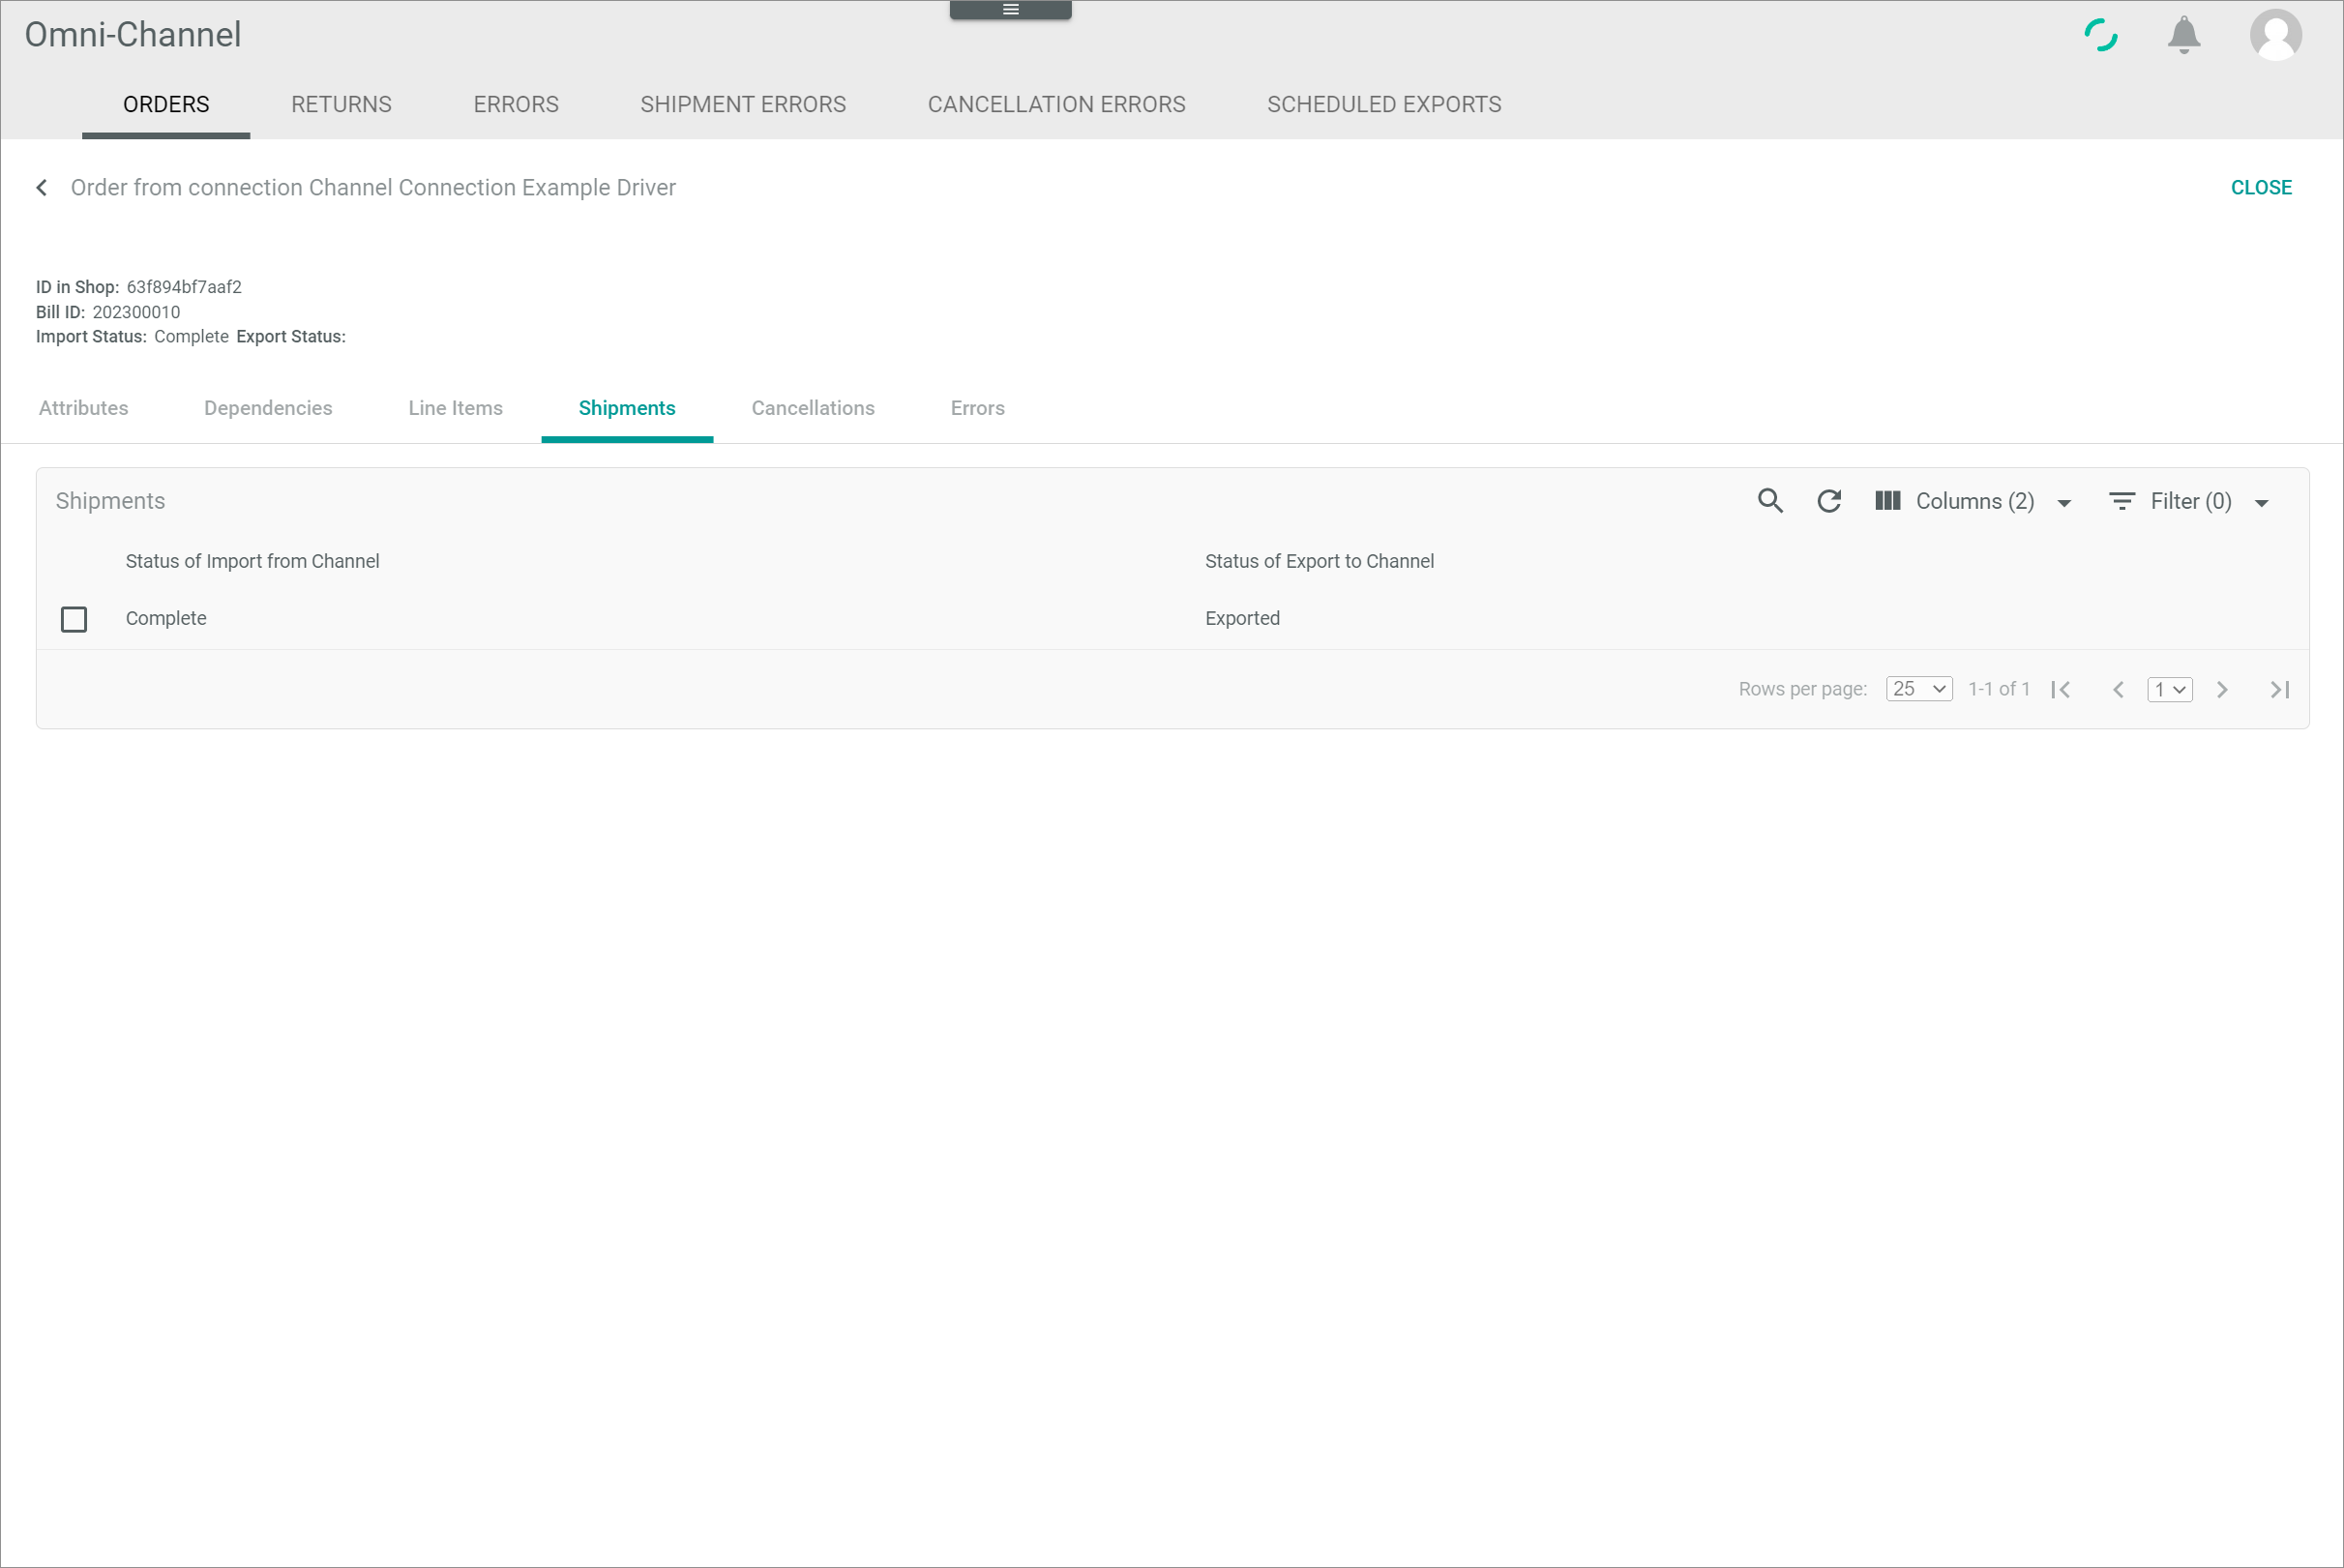 Omni-Channel
ORDERS RETURNS ERRORS SHIPMENT ERRORS CANCELLATION ERRORS SCHEDULED EXPORTS
Order from connection Channel Connection Example Driver CLOSE
ID in Shop: 63f894bf7aaf2
Bill ID: 202300010
Import Status: Complete Export Status:
Attributes Dependencies Line Items Shipments Cancellations Errors
Shipments Columns (2) Filter (0)
Status of Import from Channel Status of Export to Channel
Complete Exported
Rows per page: 25 1-1 of 1 1